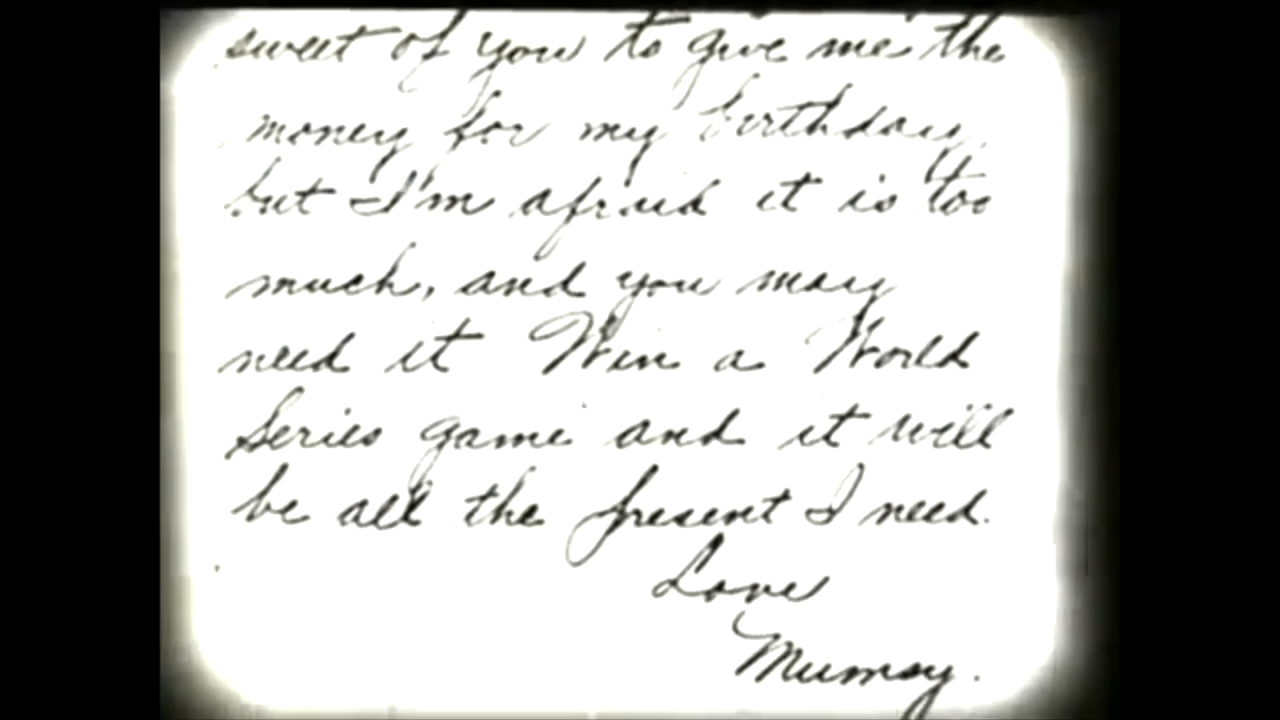 sweet of you to give me the
money for my birthday,
but I'm afraid it is too
much, and you may
need it Win a World
Series game and it will
be all the present I need.
Love
Mumsy.